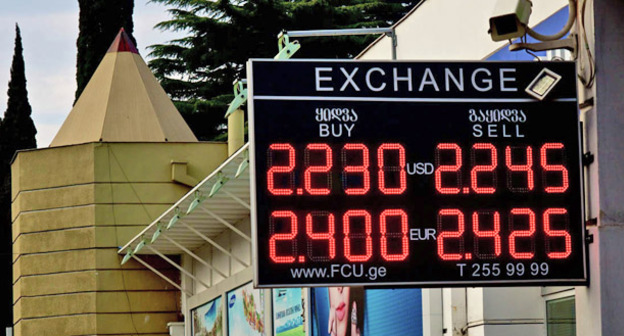 EXCHANGE
ყიდვა გაყიდვა
BUY SELL
2.230 USD 2.245
2.400 EUR 2.425
www.FCU.ge T 255 99 99